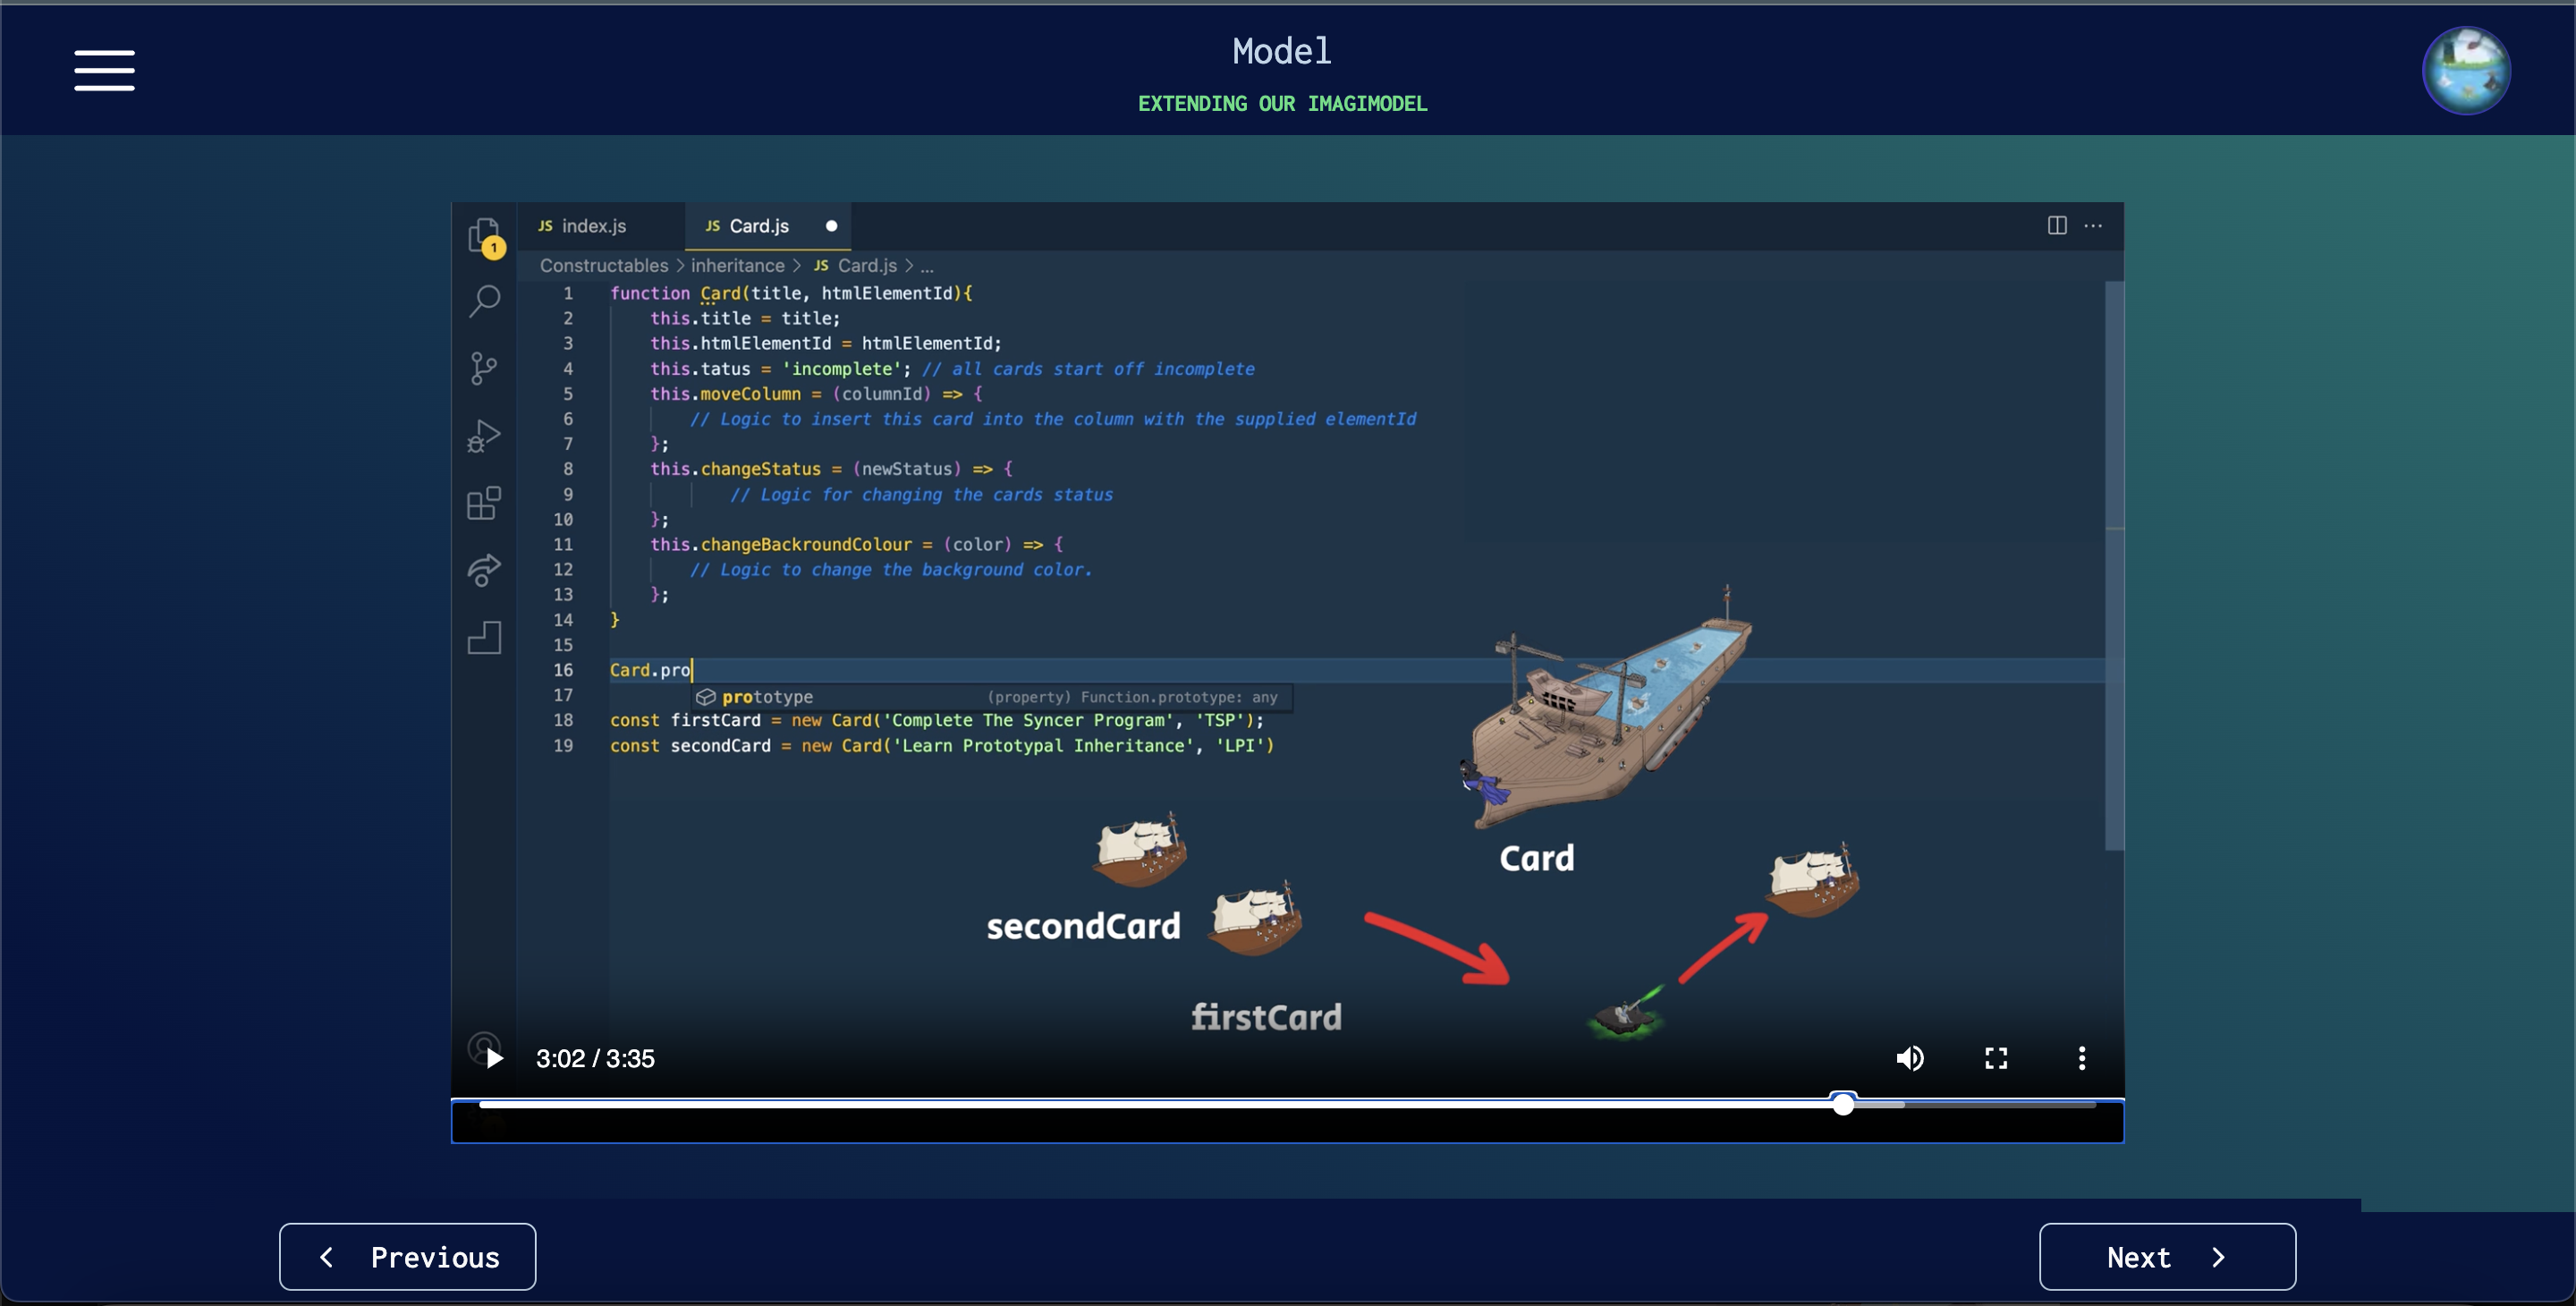 Model
EXTENDING OUR IMAGIMODEL
JS index.js
JS Card.js
1
Constructables > inheritance > JS Card.js > ...
1 function Card(title, htmlElementId){
2 this.title = title;
3 this.htmlElementId = htmlElementId;
4 this.tatus = 'incomplete'; // all cards start off incomplete
5 this.moveColumn = (columnId) => {
6 // Logic to insert this card into the column with the supplied elementId
7 };
8 this.changeStatus = (newStatus) => {
9 // Logic for changing the cards status
10 };
11 this.changeBackroundColour = (color) => {
12 // Logic to change the background color.
13 };
14 }
15
16 Card.pro
17 prototype (property) Function.prototype: any
18 const firstCard = new Card('Complete The Syncer Program', 'TSP');
19 const secondCard = new Card('Learn Prototypal Inheritance', 'LPI')
Card
secondCard
firstCard
3:02 / 3:35
Previous
Next